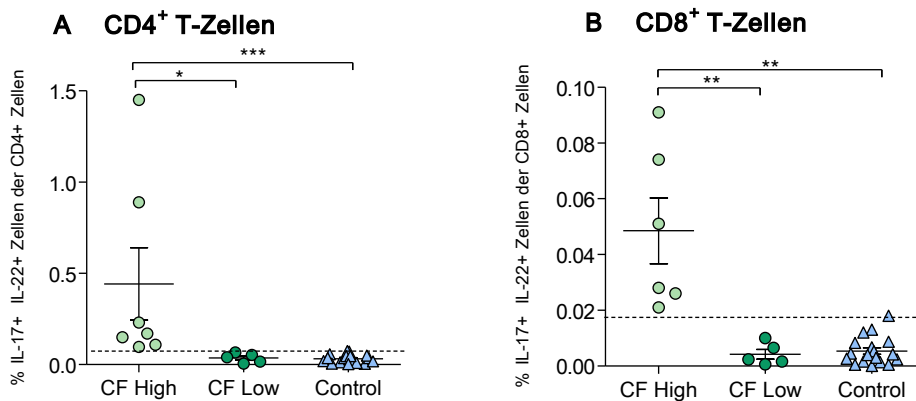 A CD4+ T-Zellen
***
*
% IL-17+ IL-22+ Zellen der CD4+ Zellen
1.5
1.0
0.5
0.0
CF High CF Low Control
B CD8+ T-Zellen
**
**
% IL-17+ IL-22+ Zellen der CD8+ Zellen
0.10
0.08
0.06
0.04
0.02
0.00
CF High CF Low Control